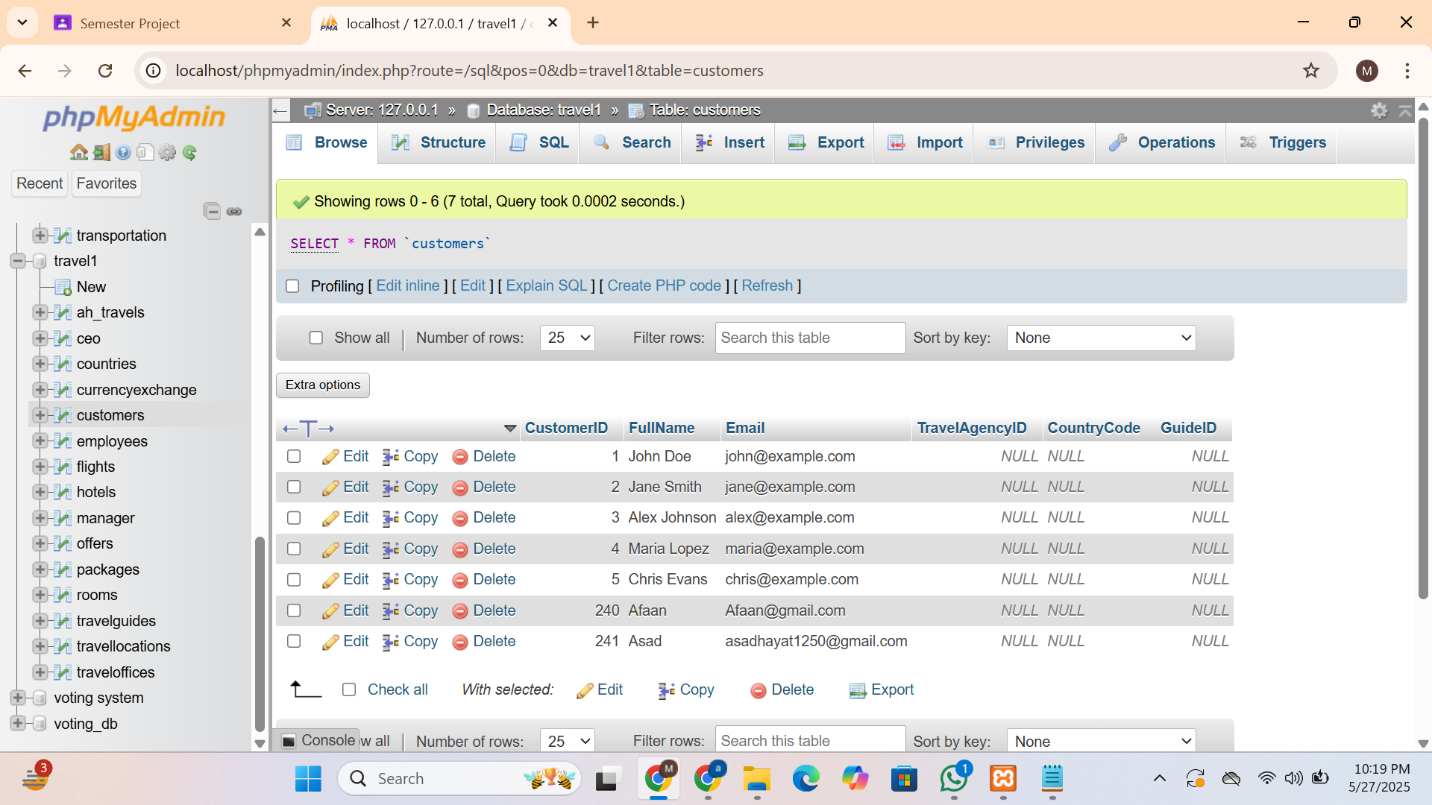 Semester Project
localhost / 127.0.0.1 / travel1 /
localhost/phpmyadmin/index.php?route=/sql&pos=0&db=travel1&table=customers
M
phpMyAdmin
Recent Favorites
transportation
travel1
New
ah_travels
ceo
countries
currencyexchange
customers
employees
flights
hotels
manager
offers
packages
rooms
travelguides
travellocations
traveloffices
voting system
voting_db
Server: 127.0.0.1 » Database: travel1 » Table: customers
Browse Structure SQL Search Insert Export Import Privileges Operations Triggers
Showing rows 0 - 6 (7 total, Query took 0.0002 seconds.)
SELECT * FROM `customers`
Profiling [ Edit inline ] [ Edit ] [ Explain SQL ] [ Create PHP code ] [ Refresh ]
Show all Number of rows: 25 Filter rows: Search this table Sort by key: None
Extra options
CustomerID FullName Email TravelAgencyID CountryCode GuideID
Edit Copy Delete 1 John Doe john@example.com NULL NULL NULL
Edit Copy Delete 2 Jane Smith jane@example.com NULL NULL NULL
Edit Copy Delete 3 Alex Johnson alex@example.com NULL NULL NULL
Edit Copy Delete 4 Maria Lopez maria@example.com NULL NULL NULL
Edit Copy Delete 5 Chris Evans chris@example.com NULL NULL NULL
Edit Copy Delete 240 Afaan Afaan@gmail.com NULL NULL NULL
Edit Copy Delete 241 Asad asadhayat1250@gmail.com NULL NULL NULL
Check all With selected: Edit Copy Delete Export
Console w all Number of rows: 25 Filter rows: Search this table Sort by key: None
3 Search M a 1 10:19 PM
5/27/2025